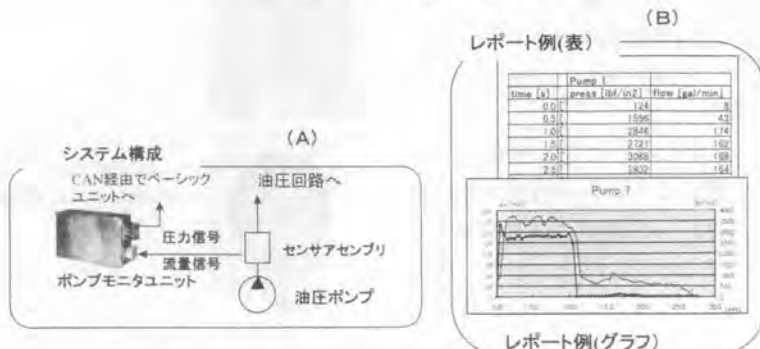 (A)
システム構成
CAN経由でベーシック
ユニットへ
油圧回路へ
圧力信号
流量信号
センサアセンブリ
ポンプモニタユニット
油圧ポンプ
(B)
レポート例(表)
Pump 1
time [s] press [lbf/in2] flow [gal/min]
0.0 124 8
0.5 1596 43
1.0 2846 174
1.5 2721 162
2.0 3068 168
2.5 2832 164
Pump 7
レポート例(グラフ)